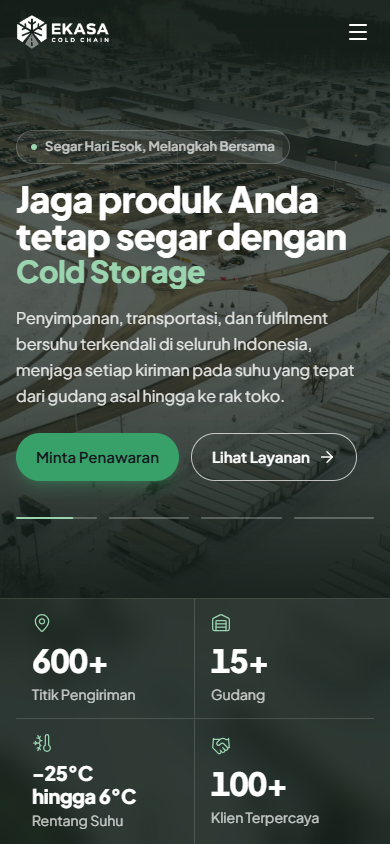 EKASA
COLD CHAIN
Segar Hari Esok, Melangkah Bersama
Jaga produk Anda
tetap segar dengan
Cold Storage
Penyimpanan, transportasi, dan fulfilment
bersuhu terkendali di seluruh Indonesia,
menjaga setiap kiriman pada suhu yang tepat
dari gudang asal hingga ke rak toko.
Minta Penawaran
Lihat Layanan →
600+
Titik Pengiriman
15+
Gudang
-25°C
hingga 6°C
Rentang Suhu
100+
Klien Terpercaya